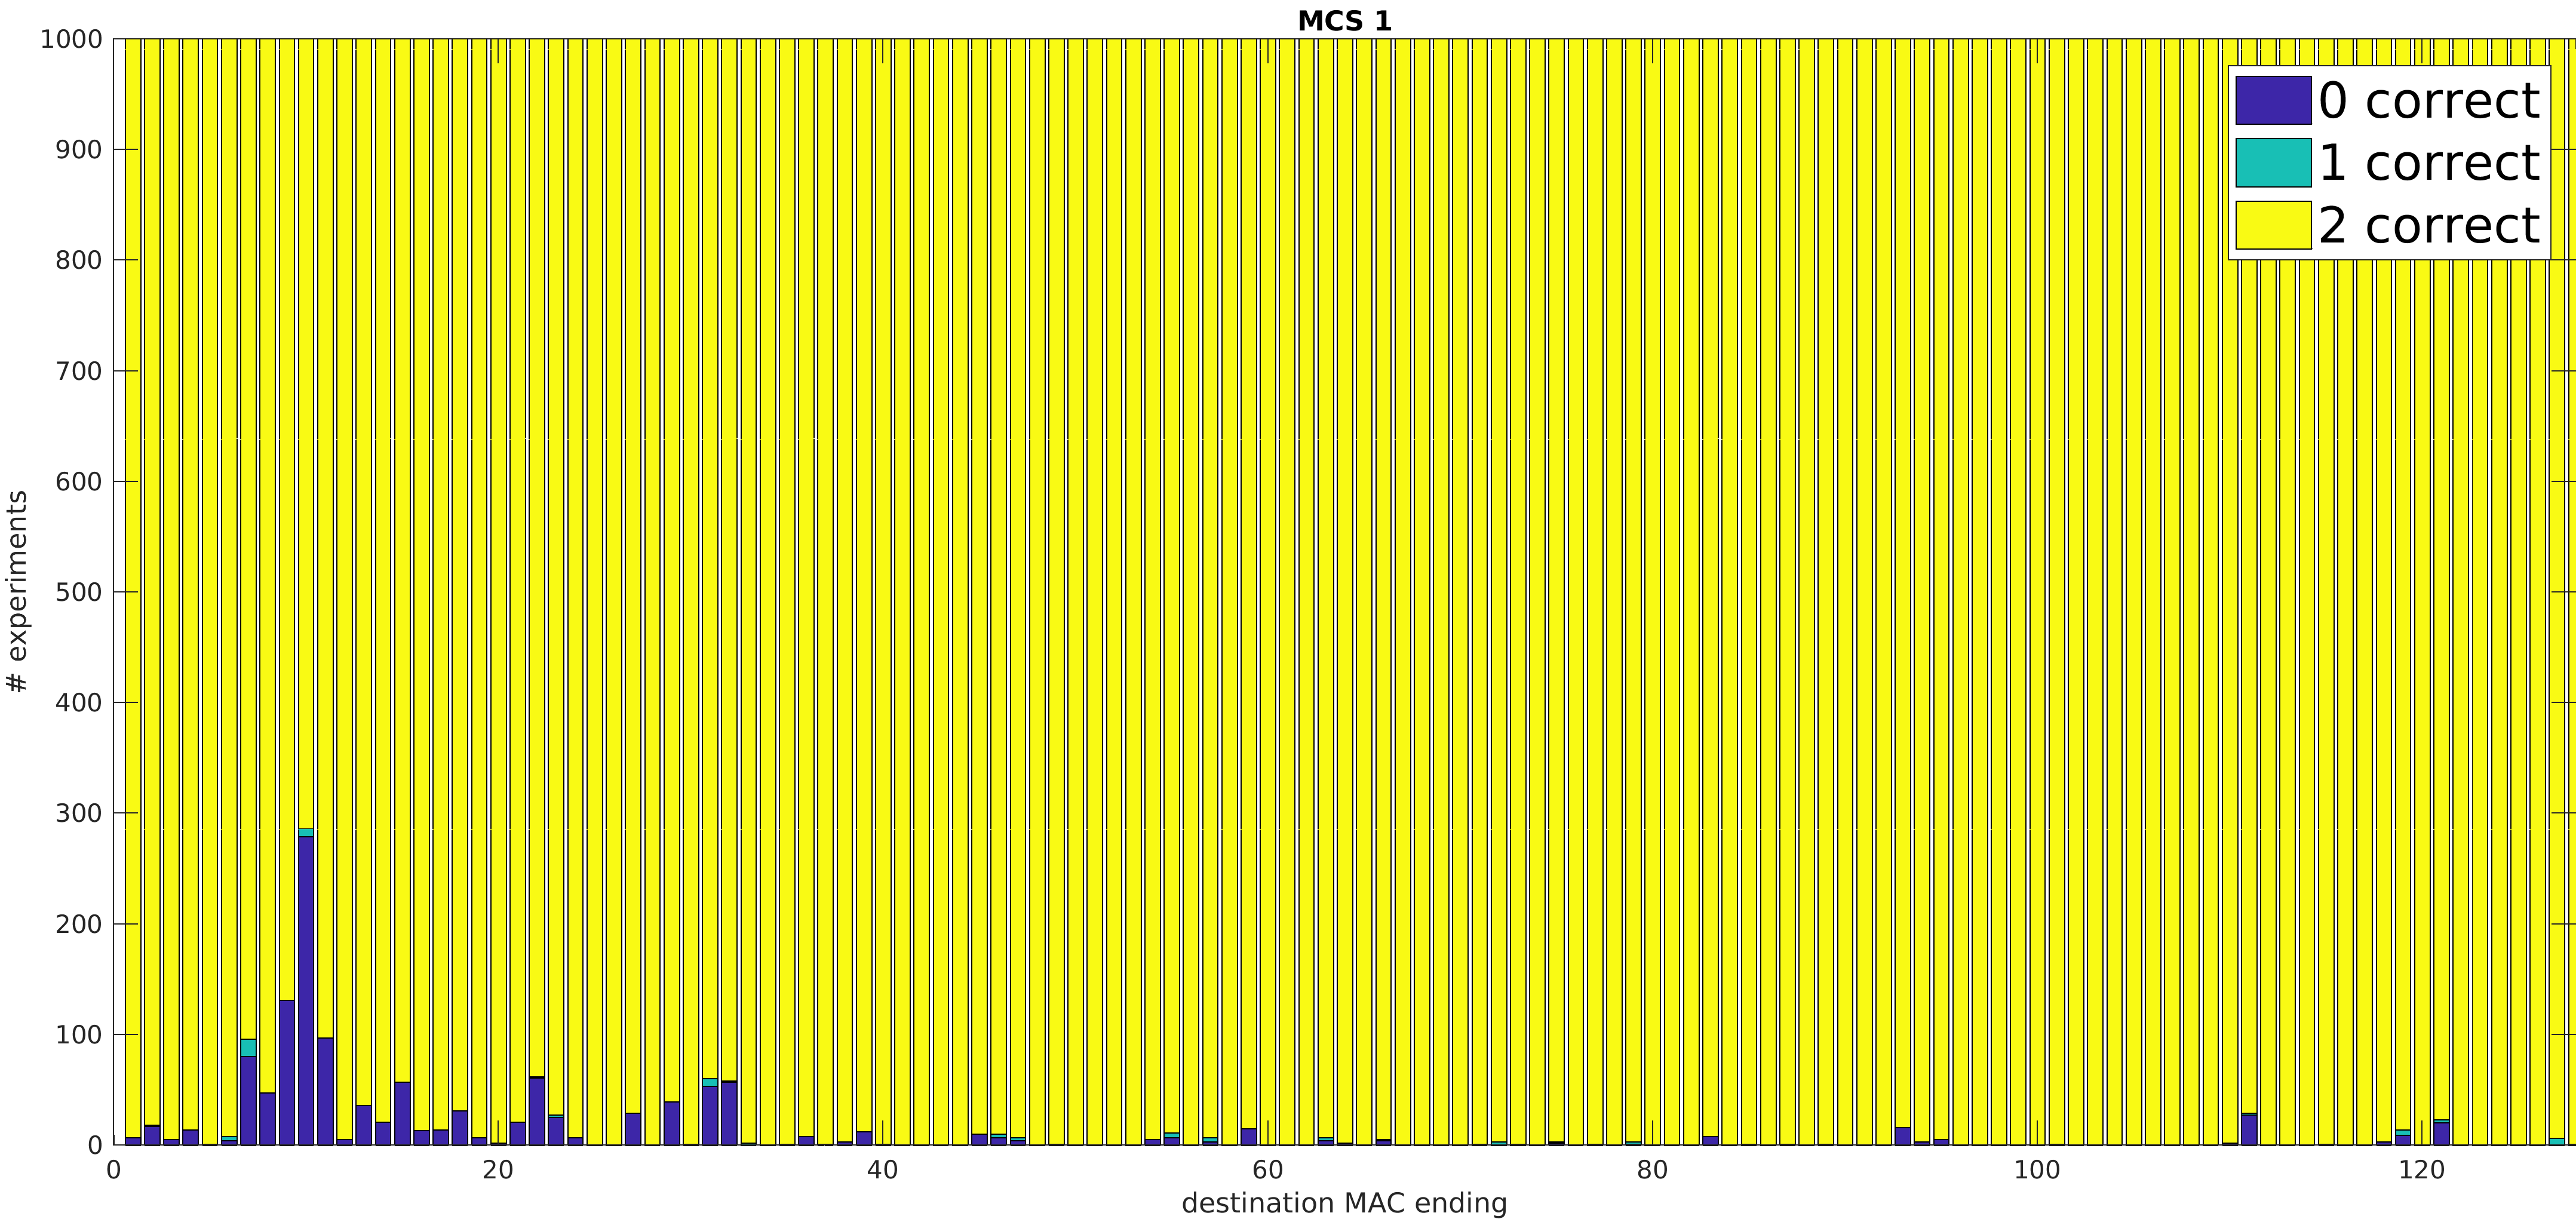 MCS 1
1000
900
800
700
600
500
400
300
200
100
0
# experiments
0 correct
1 correct
2 correct
0 20 40 60 80 100 120
destination MAC ending